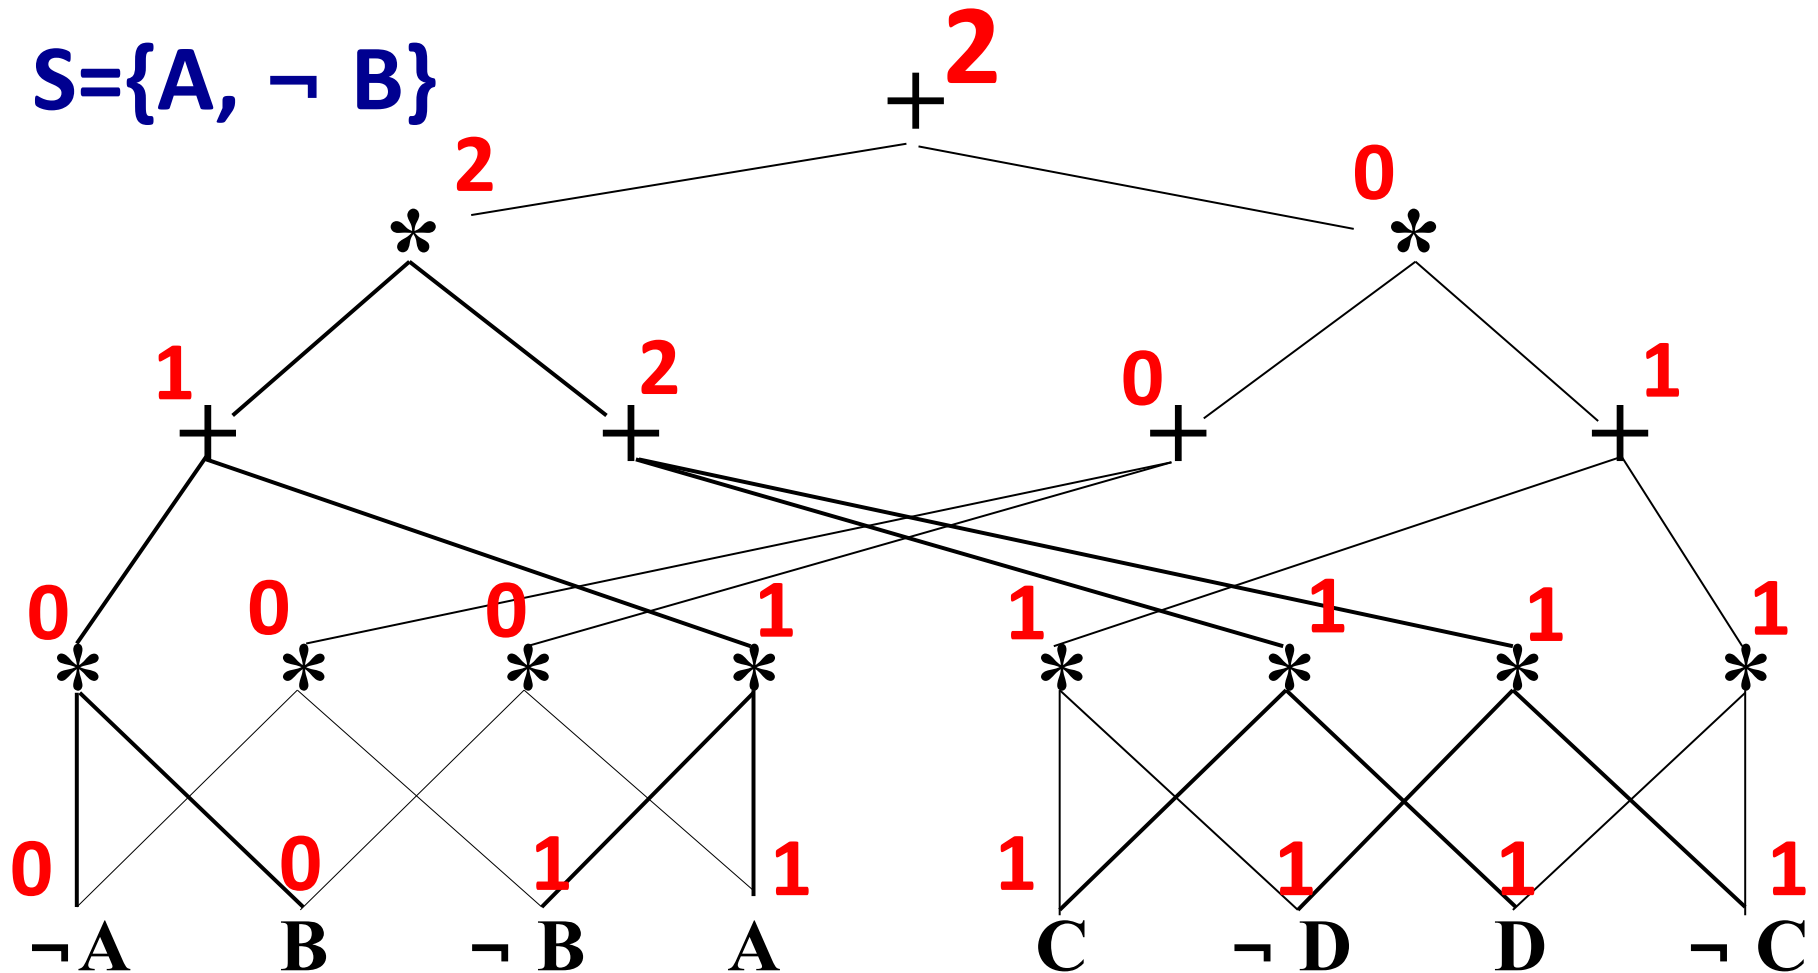 S={A, ¬ B}
2
+
2 0
* *
1 2 0 1
+ + + +
0 0 0 1 1 1 1 1
* * * * * * * *
0 0 1 1 1 1 1 1
¬ A B ¬ B A C ¬ D D ¬ C